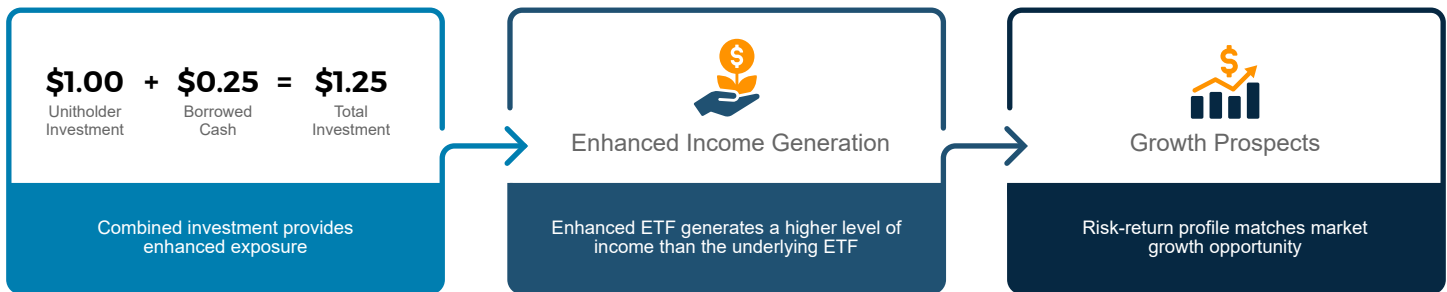 $1.00 + $0.25 = $1.25
Unitholder Investment
Borrowed Cash
Total Investment
Combined investment provides
enhanced exposure
$
Enhanced Income Generation
Enhanced ETF generates a higher level of
income than the underlying ETF
$
Growth Prospects
Risk-return profile matches market
growth opportunity